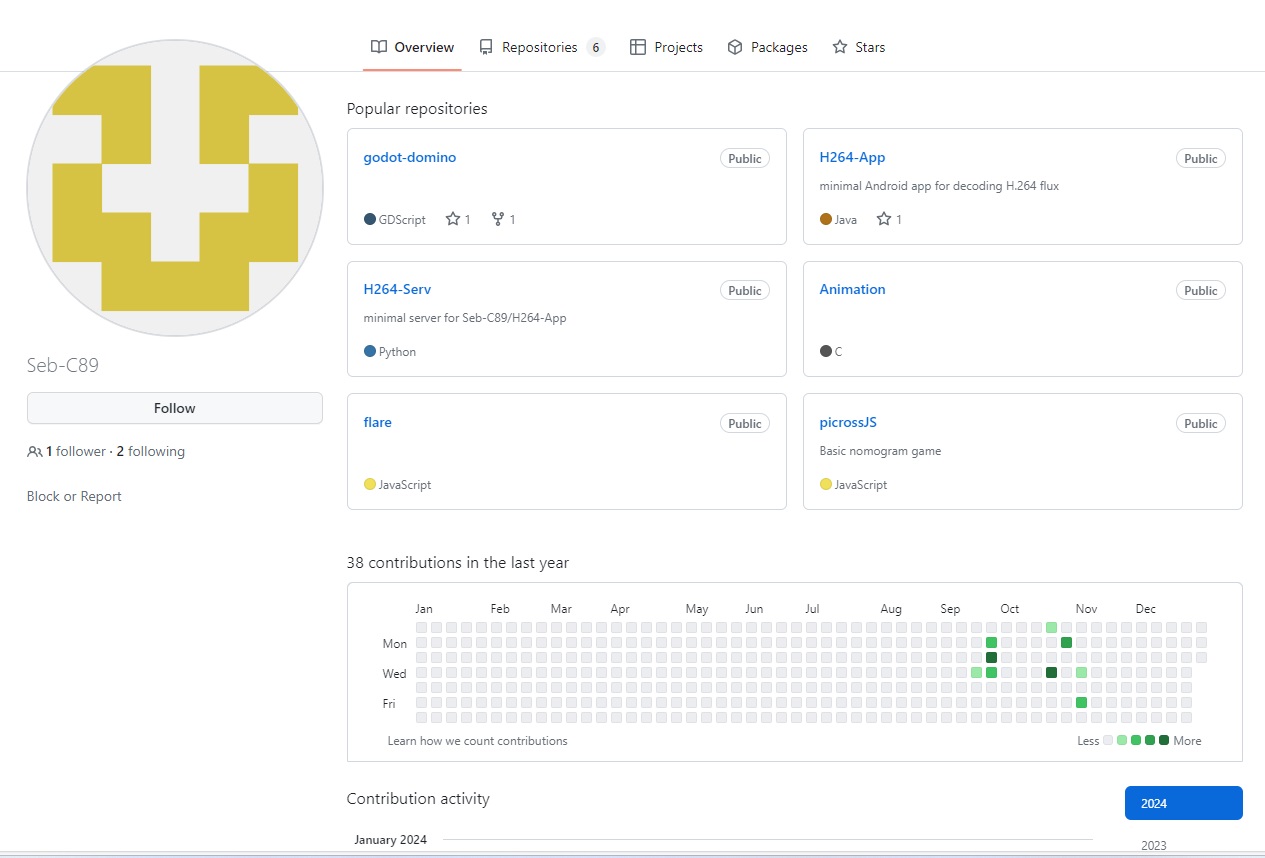 Overview Repositories 6 Projects Packages Stars
Popular repositories
godot-domino Public
GDScript 1 1
H264-App Public
minimal Android app for decoding H.264 flux
Java 1
H264-Serv Public
minimal server for Seb-C89/H264-App
Python
Animation Public
C
flare Public
JavaScript
picrossJS Public
Basic nomogram game
JavaScript
Seb-C89
Follow
1 follower · 2 following
Block or Report
38 contributions in the last year
Jan Feb Mar Apr May Jun Jul Aug Sep Oct Nov Dec
Mon
Wed
Fri
Learn how we count contributions
Less More
Contribution activity
2024
January 2024
2023